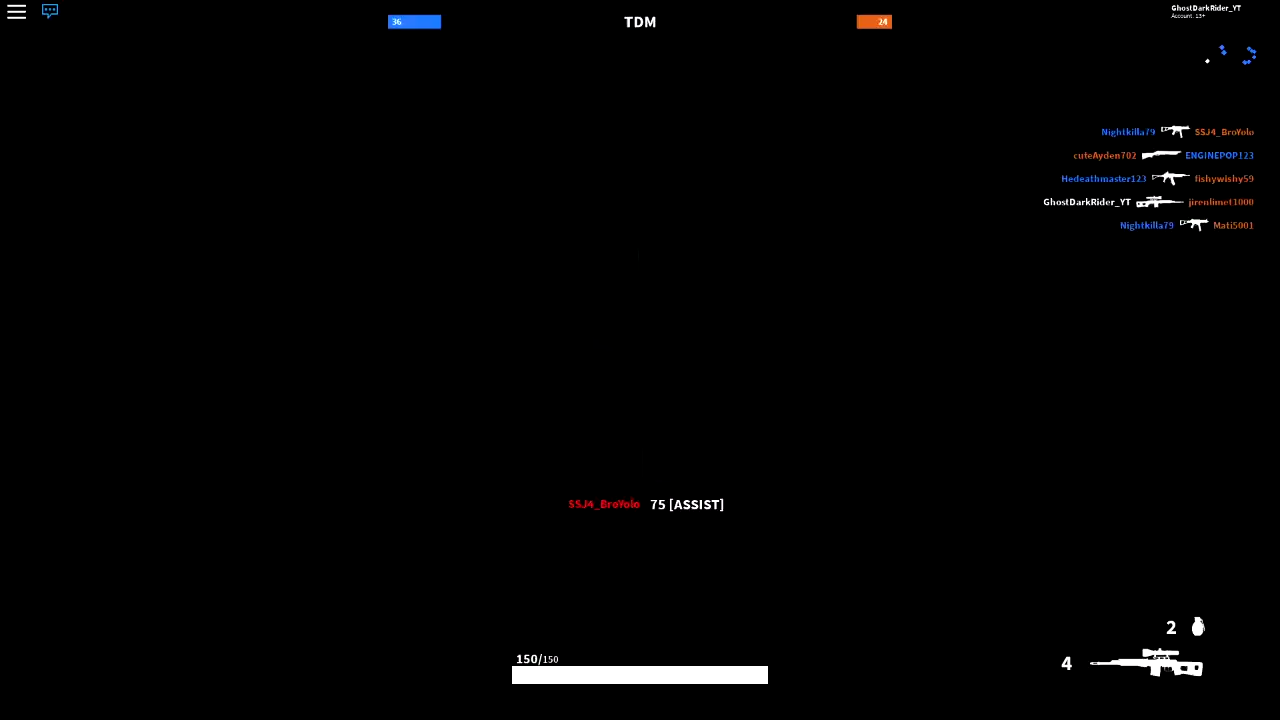 36
TDM
24
GhostDarkRider_YT
Account: 13+
Nightkilla79 SSJ4_BroYolo
cuteAyden702 ENGINEPOP123
Hedeathmaster123 fishywishy59
GhostDarkRider_YT jirenlimet1000
Nightkilla79 Mati5001
SSJ4_BroYolo 75 [ASSIST]
2
150/150
4